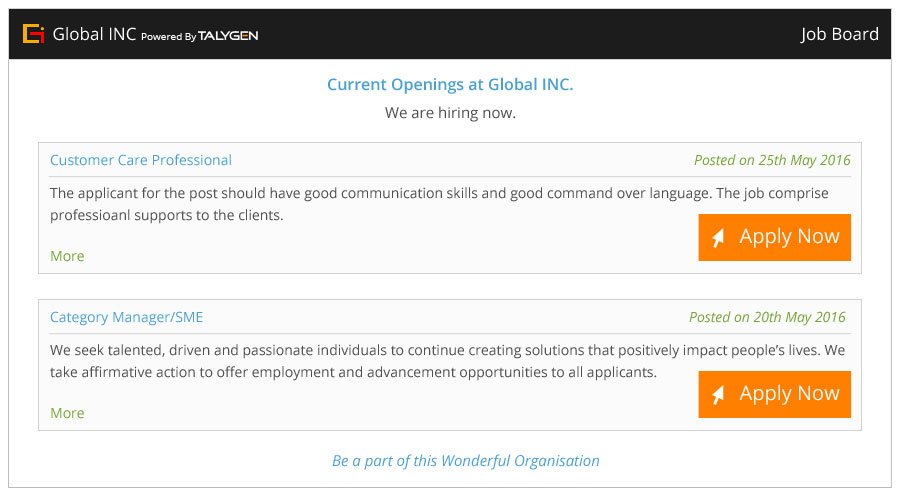 Global INC Powered By TALYGEN
Job Board
Current Openings at Global INC.
We are hiring now.
Customer Care Professional
Posted on 25th May 2016
The applicant for the post should have good communication skills and good command over language. The job comprise
professioanl supports to the clients.
Apply Now
More
Category Manager/SME
Posted on 20th May 2016
We seek talented, driven and passionate individuals to continue creating solutions that positively impact people’s lives. We
take affirmative action to offer employment and advancement opportunities to all applicants.
Apply Now
More
Be a part of this Wonderful Organisation